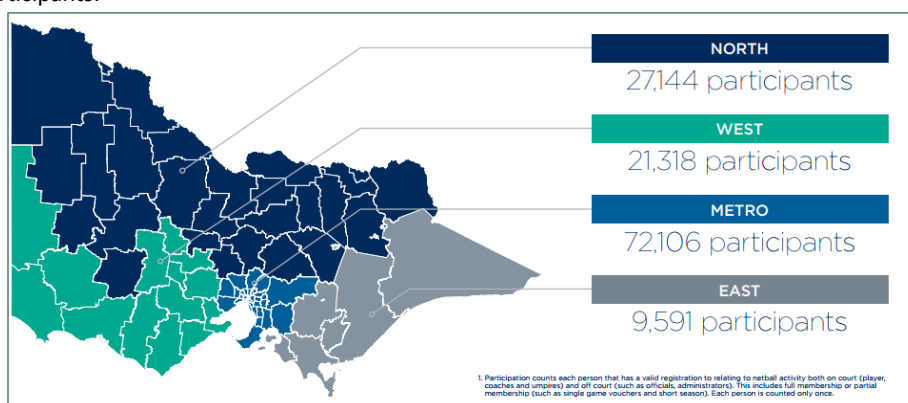 NORTH
27,144 participants
WEST
21,318 participants
METRO
72,106 participants
EAST
9,591 participants
1. Participation counts each person that has a valid registration to relating to netball activity both on court (player,
coaches and umpires) and off court (such as officials, administrators). This includes full membership or partial
membership (such as single game vouchers and short season). Each person is counted only once.